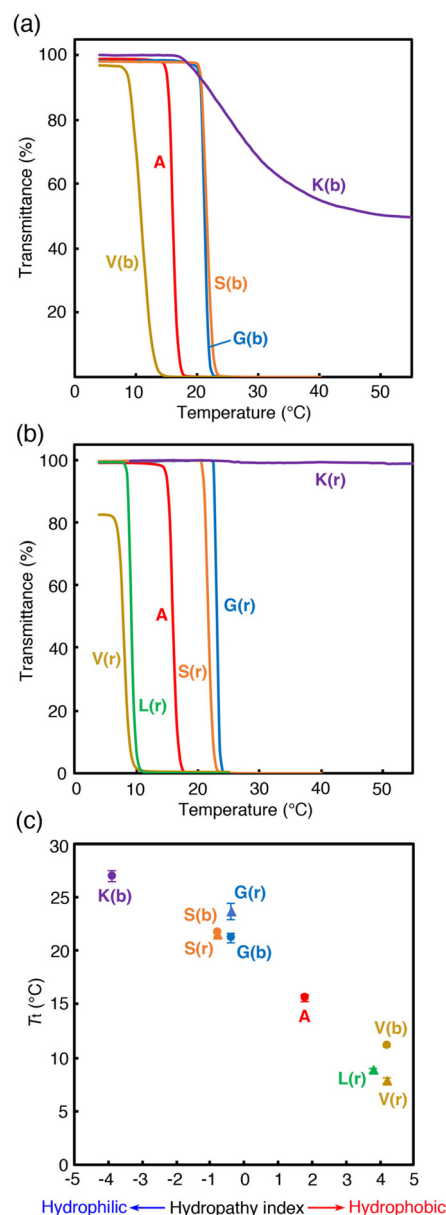 (a)
100
80
60
40
20
0
10
20
30
40
50
Transmittance (%)
Temperature (°C)
V(b)
A
S(b)
G(b)
K(b)
(b)
100
80
60
40
20
0
0
10
20
30
40
50
Transmittance (%)
Temperature (°C)
V(r)
L(r)
A
S(r)
G(r)
K(r)
(c)
30
25
20
15
10
5
0
-5 -4 -3 -2 -1 0 1 2 3 4 5
Tt (°C)
K(b)
S(b)
S(r)
G(r)
G(b)
A
V(b)
L(r)
V(r)
Hydrophilic Hydropathy index Hydrophobic